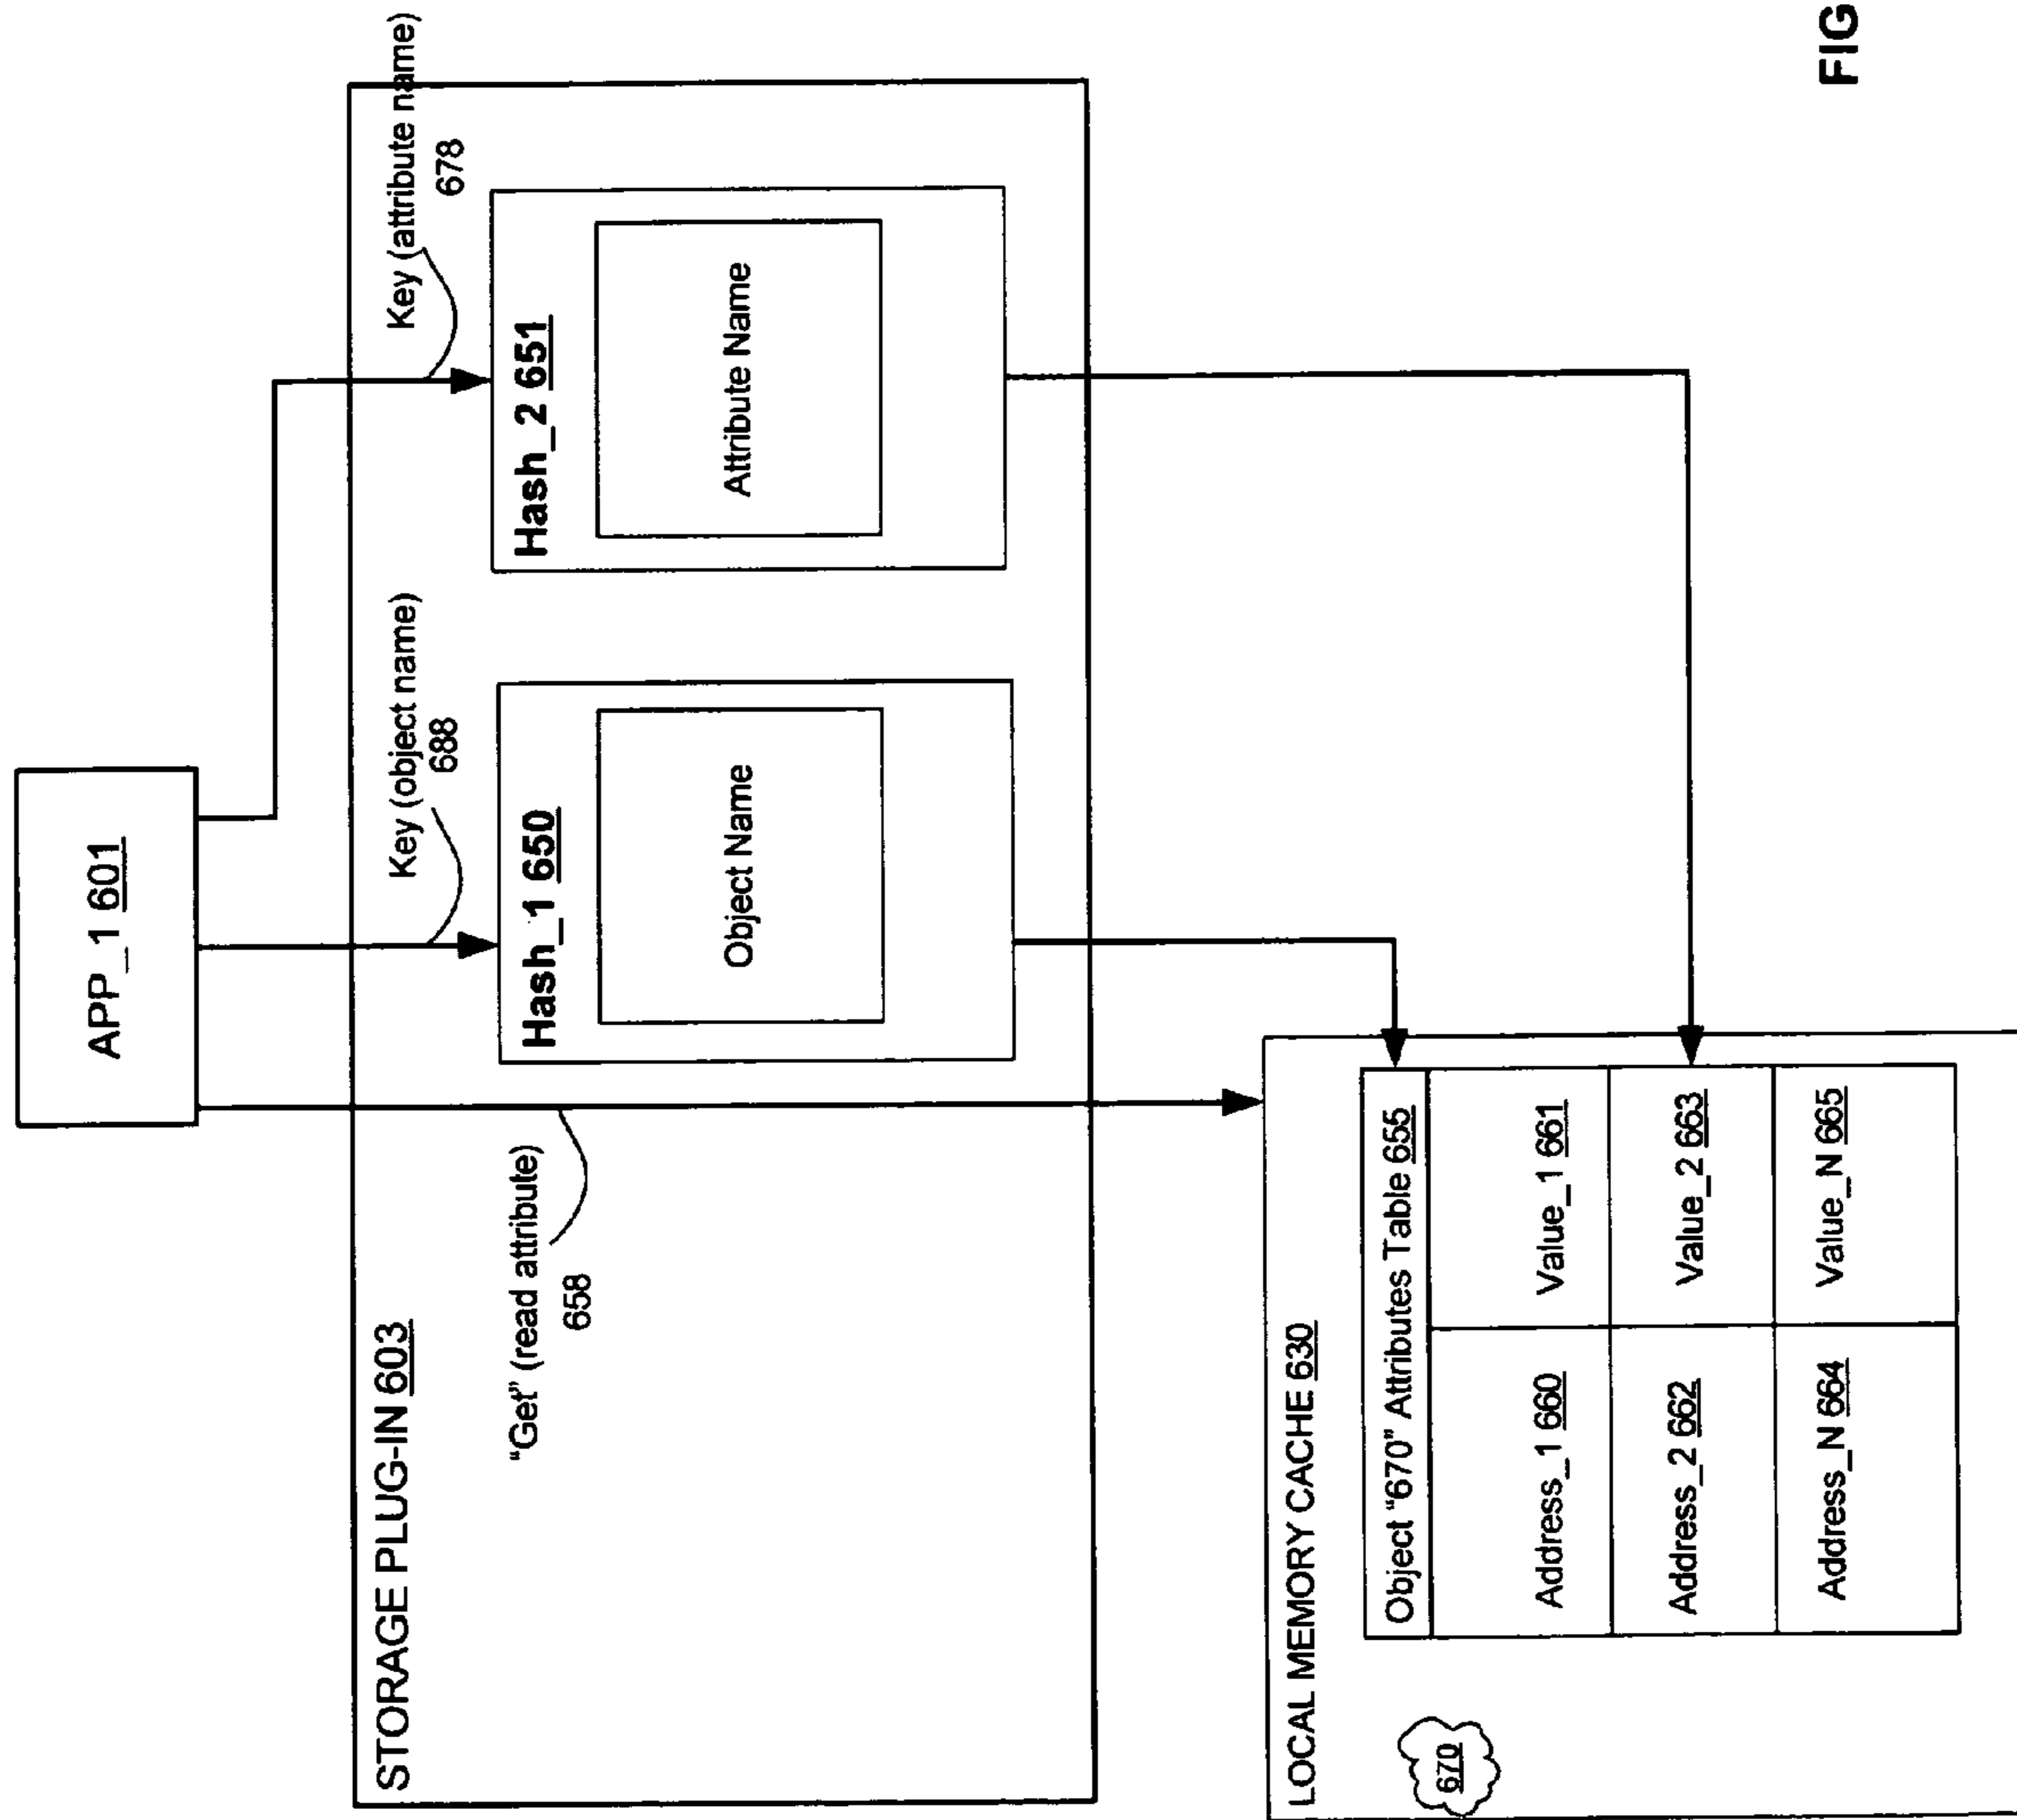 APP_1 601
STORAGE PLUG-IN 603
"Get" (read attribute)
658
Key (object name)
688
Key (attribute name)
678
Hash_1 650
Object Name
Hash_2 651
Attribute Name
LOCAL MEMORY CACHE 630
670
Object "670" Attributes Table 655
Address_1 660
Value_1 661
Address_2 662
Value_2 663
Address_N 664
Value_N 665
FIG